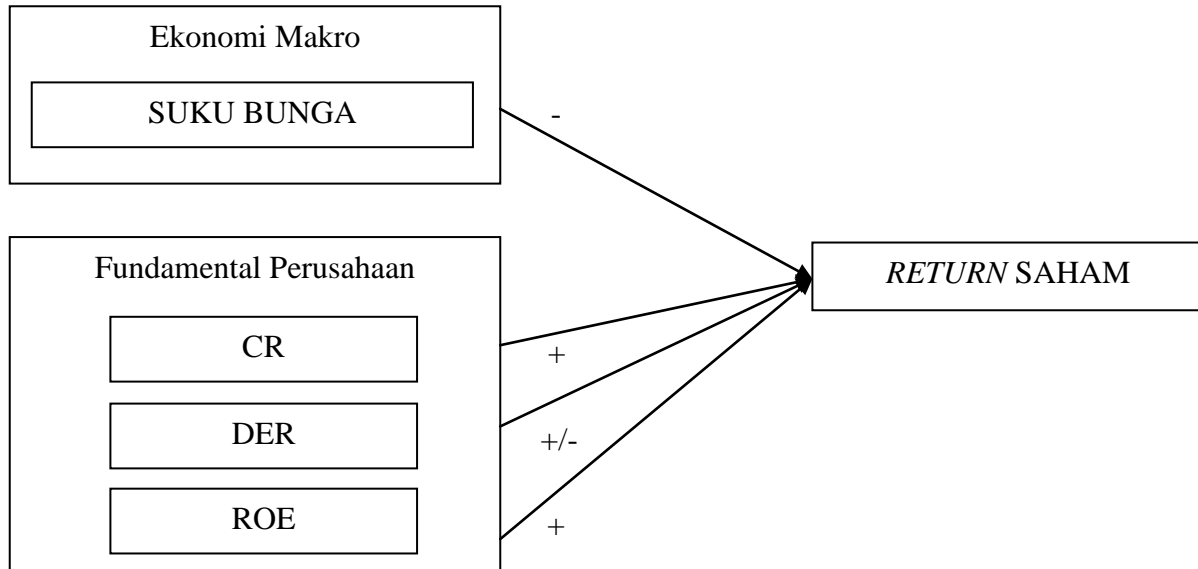 Ekonomi Makro
SUKU BUNGA
-
Fundamental Perusahaan
RETURN SAHAM
CR
+
DER
+/-
ROE
+